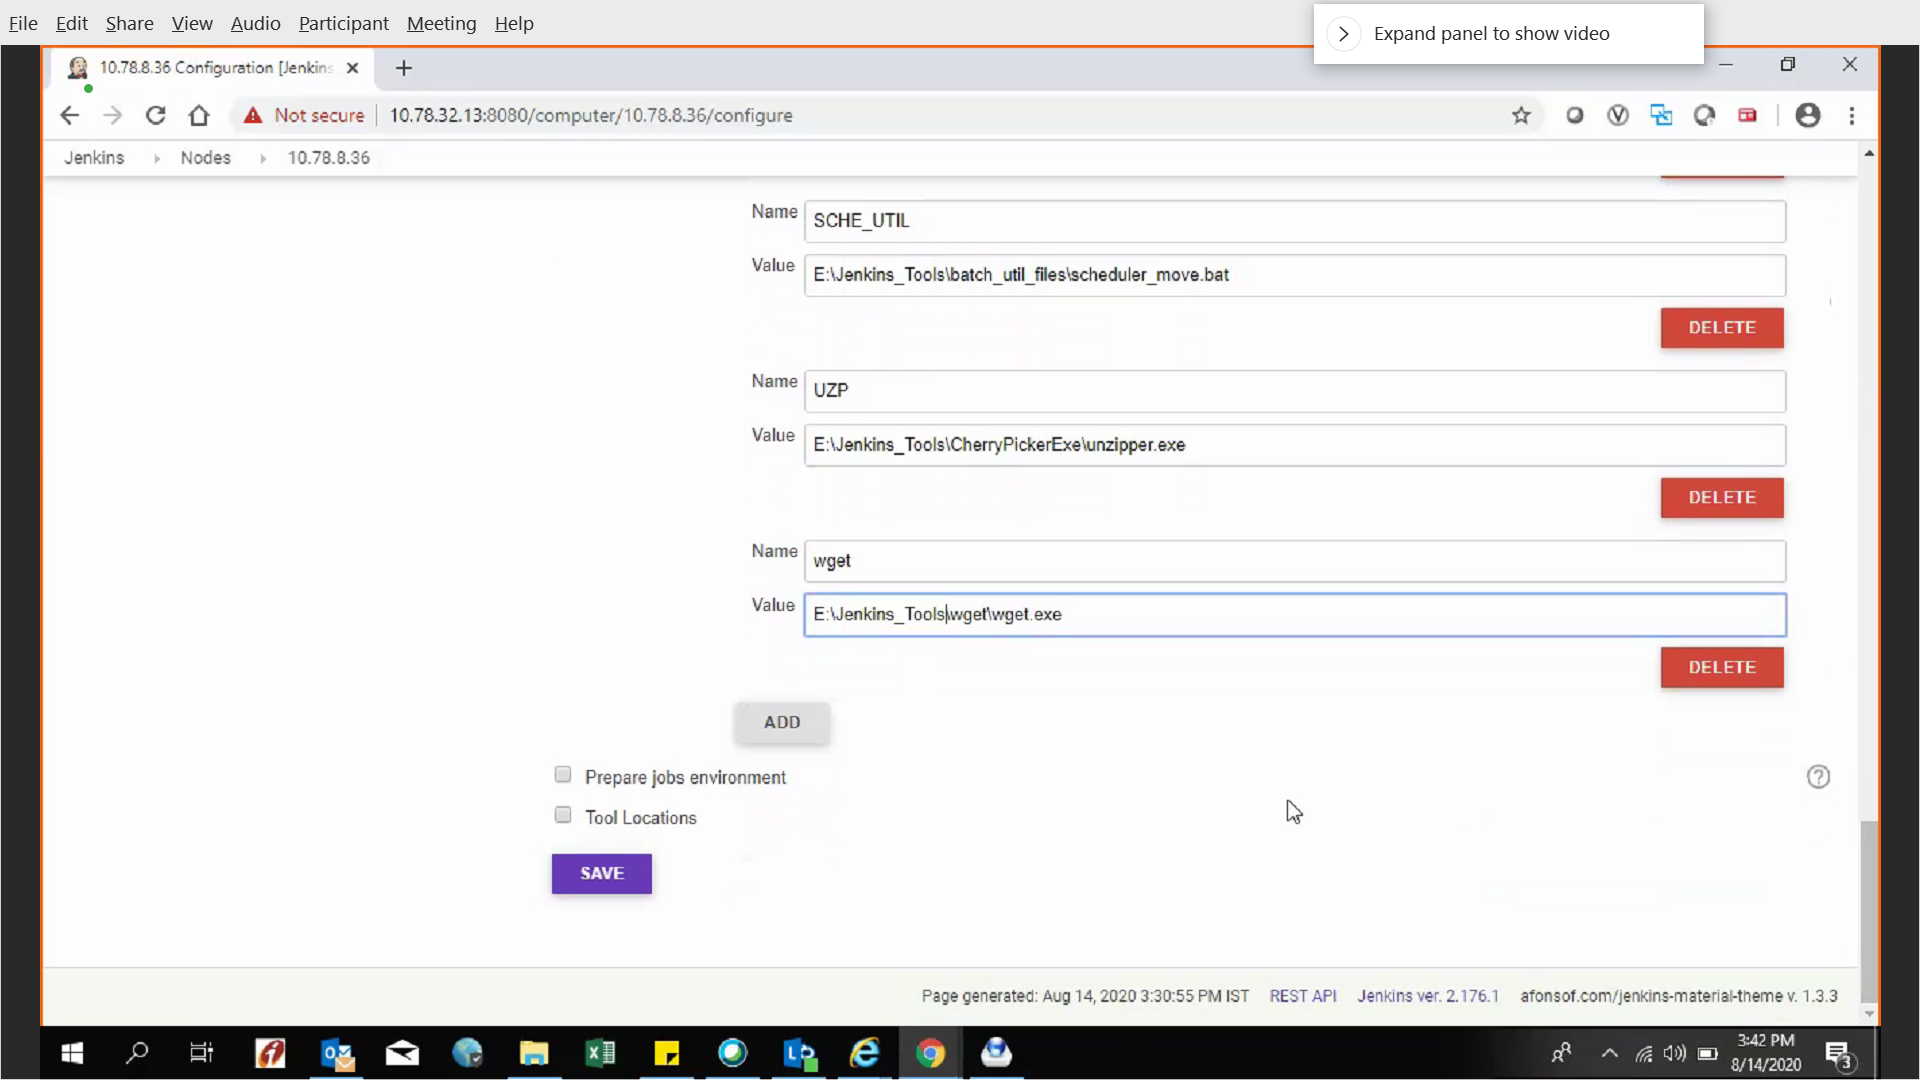 File Edit Share View Audio Participant Meeting Help
Expand panel to show video
10.78.8.36 Configuration [Jenkins
Not secure 10.78.32.13:8080/computer/10.78.8.36/configure
Jenkins Nodes 10.78.8.36
Name SCHE_UTIL
Value E:\Jenkins_Tools\batch_util_files\scheduler_move.bat
DELETE
Name UZP
Value E:\Jenkins_Tools\CherryPickerExe\unzipper.exe
DELETE
Name wget
Value E:\Jenkins_Tools\wget\wget.exe
DELETE
ADD
Prepare jobs environment
Tool Locations
SAVE
Page generated: Aug 14, 2020 3:30:55 PM IST REST API Jenkins ver. 2.176.1 afonsof.com/jenkins-material-theme v. 1.3.3
3:42 PM
8/14/2020
3